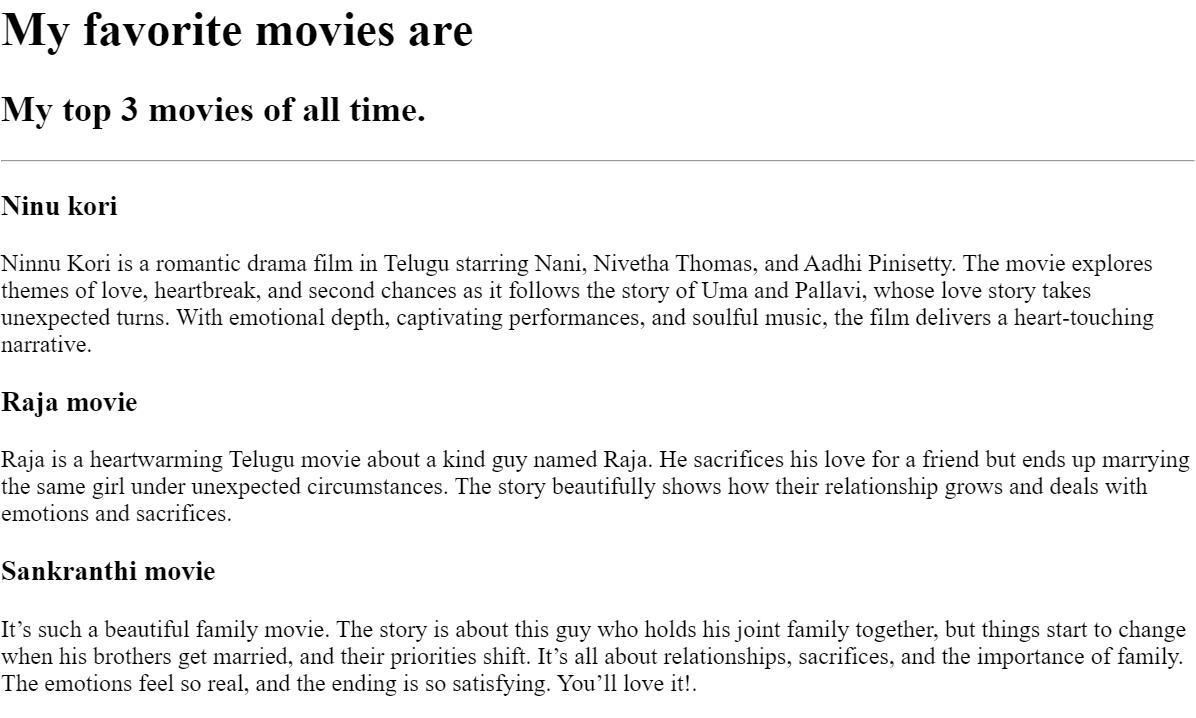 My favorite movies are
My top 3 movies of all time.
Ninu kori
Ninnu Kori is a romantic drama film in Telugu starring Nani, Nivetha Thomas, and Aadhi Pinisetty. The movie explores
themes of love, heartbreak, and second chances as it follows the story of Uma and Pallavi, whose love story takes
unexpected turns. With emotional depth, captivating performances, and soulful music, the film delivers a heart-touching
narrative.
Raja movie
Raja is a heartwarming Telugu movie about a kind guy named Raja. He sacrifices his love for a friend but ends up marrying
the same girl under unexpected circumstances. The story beautifully shows how their relationship grows and deals with
emotions and sacrifices.
Sankranthi movie
It’s such a beautiful family movie. The story is about this guy who holds his joint family together, but things start to change
when his brothers get married, and their priorities shift. It’s all about relationships, sacrifices, and the importance of family.
The emotions feel so real, and the ending is so satisfying. You’ll love it!.